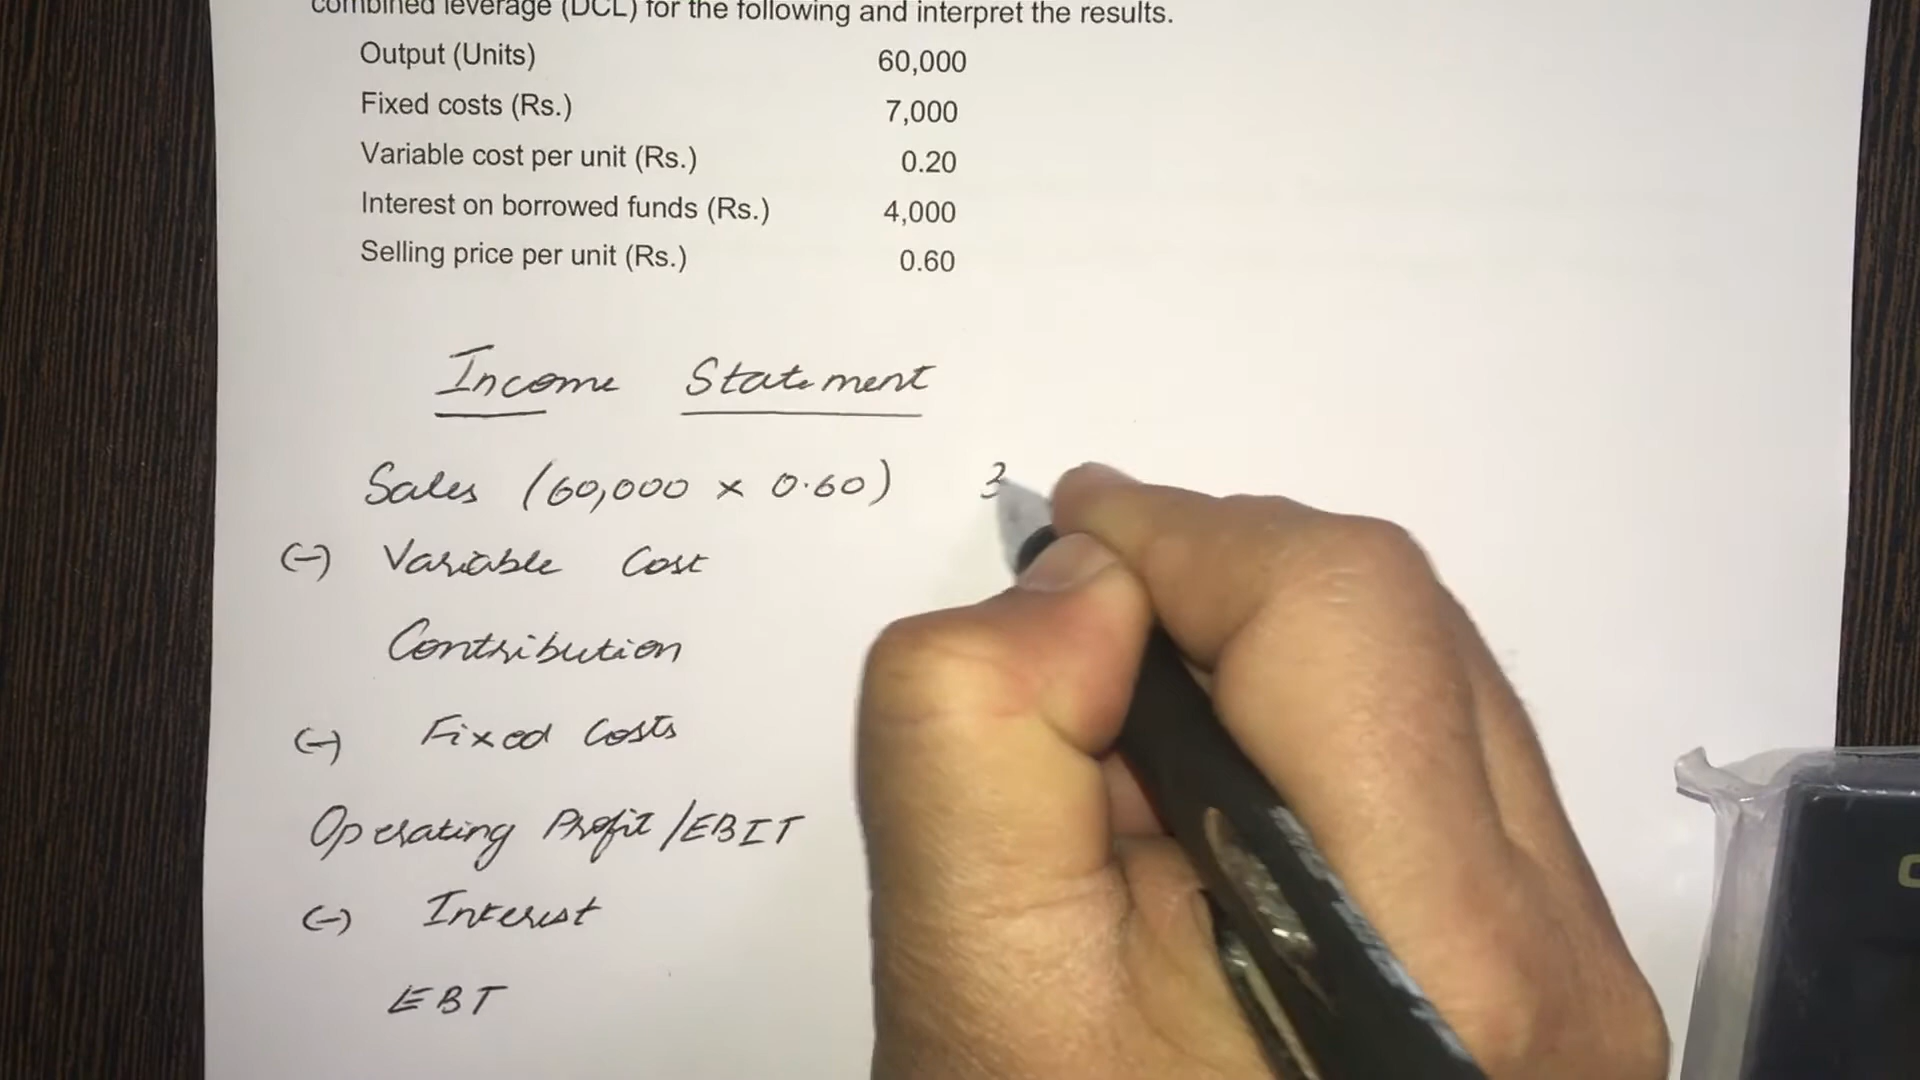 combined leverage (DCL) for the following and interpret the results.
Output (Units) 60,000
Fixed costs (Rs.) 7,000
Variable cost per unit (Rs.) 0.20
Interest on borrowed funds (Rs.) 4,000
Selling price per unit (Rs.) 0.60
Income Statement
Sales (60,000 × 0.60) 3
(-) Variable Cost
Contribution
(-) Fixed Costs
Operating Profit/EBIT
(-) Interest
EBT